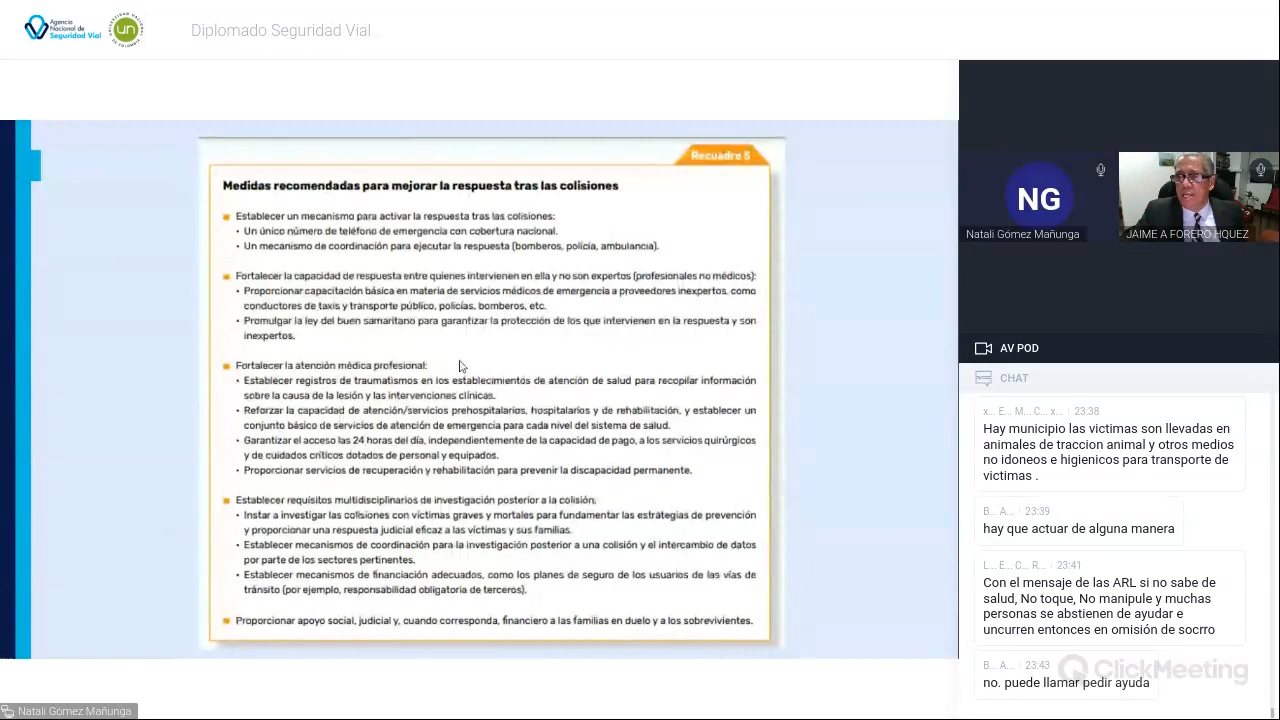 Agencia
Nacional de
Seguridad Vial
un
Diplomado Seguridad Vial
Recuadro 5
Medidas recomendadas para mejorar la respuesta tras las colisiones
Establecer un mecanismo para activar la respuesta tras las colisiones:
• Un único número de teléfono de emergencia con cobertura nacional.
• Un mecanismo de coordinación para ejecutar la respuesta (bomberos, policía, ambulancia).
Fortalecer la capacidad de respuesta entre quienes intervienen en ella y no son expertos (profesionales no médicos):
• Proporcionar capacitación básica en materia de servicios médicos de emergencia a proveedores inexpertos, como
conductores de taxis y transporte público, policías, bomberos, etc.
• Promulgar la ley del buen samaritano para garantizar la protección de los que intervienen en la respuesta y son
inexpertos.
Fortalecer la atención médica profesional:
• Establecer registros de traumatismos en los establecimientos de atención de salud para recopilar información
sobre la causa de la lesión y las intervenciones clínicas.
• Reforzar la capacidad de atención/servicios prehospitalarios, hospitalarios y de rehabilitación, y establecer un
conjunto básico de servicios de atención de emergencia para cada nivel del sistema de salud.
• Garantizar el acceso las 24 horas del día, independientemente de la capacidad de pago, a los servicios quirúrgicos
y de cuidados críticos dotados de personal y equipados.
• Proporcionar servicios de recuperación y rehabilitación para prevenir la discapacidad permanente.
Establecer requisitos multidisciplinarios de investigación posterior a la colisión:
• Instar a investigar las colisiones con víctimas graves y mortales para fundamentar las estrategias de prevención
y proporcionar una respuesta judicial eficaz a las víctimas y sus familias.
• Establecer mecanismos de coordinación para la investigación posterior a una colisión y el intercambio de datos
por parte de los sectores pertinentes.
• Establecer mecanismos de financiación adecuados, como los planes de seguro de los usuarios de las vías de
tránsito (por ejemplo, responsabilidad obligatoria de terceros).
Proporcionar apoyo social, judicial y, cuando corresponda, financiero a las familias en duelo y a los sobrevivientes.
Natali Gómez Mañunga
NG
Natali Gómez Mañunga
JAIME A FORERO HQUEZ
AV POD
CHAT
x... E... M... C... x... 23:38
Hay municipio las victimas son llevadas en
animales de traccion animal y otros medios
no idoneos e higienicos para transporte de
victimas .
B... A... 23:39
hay que actuar de alguna manera
L... E... C... R... 23:41
Con el mensaje de las ARL si no sabe de
salud, No toque, No manipule y muchas
personas se abstienen de ayudar e
uncurren entonces en omisión de socrro
B... A... 23:43
no. puede llamar pedir ayuda
ClickMeeting